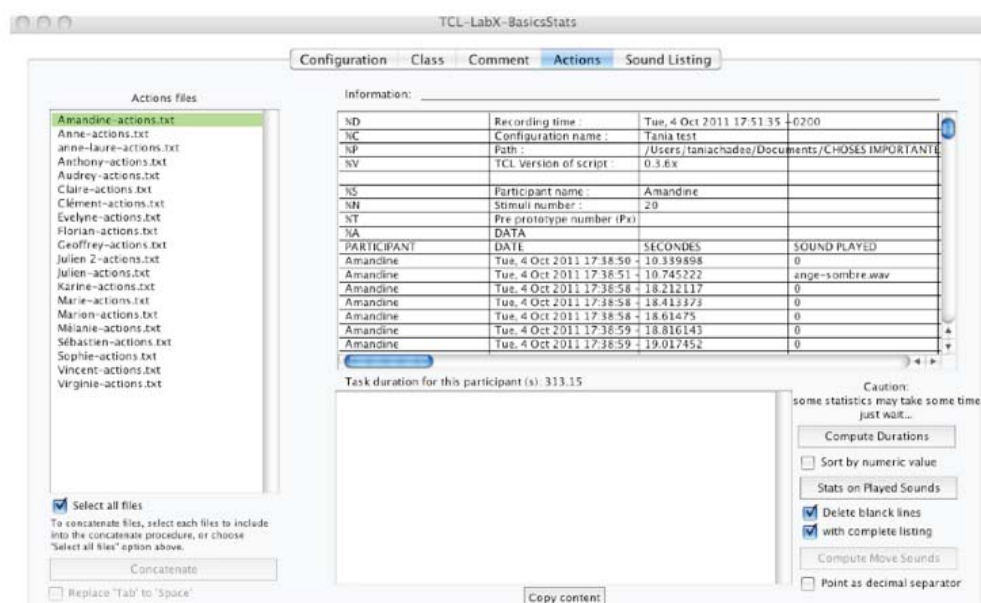 TCL-LabX-BasicsStats
Configuration Class Comment Actions Sound Listing
Actions files
Amandine-actions.txt
Anne-actions.txt
anne-laure-actions.txt
Anthony-actions.txt
Audrey-actions.txt
Claire-actions.txt
Clément-actions.txt
Evelyne-actions.txt
Florian-actions.txt
Geoffrey-actions.txt
Julien 2-actions.txt
Julien-actions.txt
Karine-actions.txt
Marie-actions.txt
Marion-actions.txt
Mélanie-actions.txt
Sébastien-actions.txt
Sophie-actions.txt
Vincent-actions.txt
Virginie-actions.txt
Select all files
To concatenate files, select each files to include
into the concatenate procedure, or choose
"Select all files" option above.
Concatenate
Replace 'Tab' to 'Space'
Information:
%D Recording time : Tue, 4 Oct 2011 17:51:35 +0200
%C Configuration name : Tania test
%P Path : /Users/taniachadee/Documents/CHOSES IMPORTANTE
%V TCL Version of script : 0.3.6x
%S Participant name : Amandine
%N Stimuli number : 20
%T Pre prototype number (Px)
%A DATA
PARTICIPANT DATE SECONDES SOUND PLAYED
Amandine Tue, 4 Oct 2011 17:38:50 10.339898 0
Amandine Tue, 4 Oct 2011 17:38:51 10.745222 ange-sombre.wav
Amandine Tue, 4 Oct 2011 17:38:58 18.212117 0
Amandine Tue, 4 Oct 2011 17:38:58 18.413373 0
Amandine Tue, 4 Oct 2011 17:38:58 18.61475 0
Amandine Tue, 4 Oct 2011 17:38:59 18.816143 0
Amandine Tue, 4 Oct 2011 17:38:59 19.017452 0
Task duration for this participant (s): 313.15
Copy content
Caution:
some statistics may take some time
just wait...
Compute Durations
Sort by numeric value
Stats on Played Sounds
Delete blanck lines
with complete listing
Compute Move Sounds
Point as decimal separator